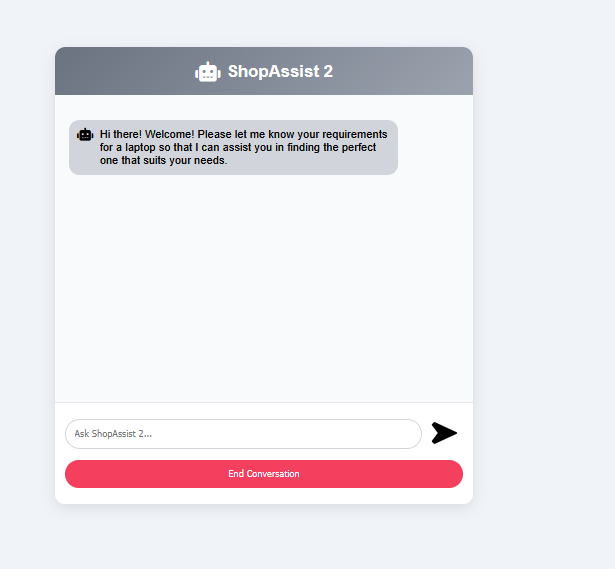 ShopAssist 2
Hi there! Welcome! Please let me know your requirements
for a laptop so that I can assist you in finding the perfect
one that suits your needs.
Ask ShopAssist 2...
End Conversation